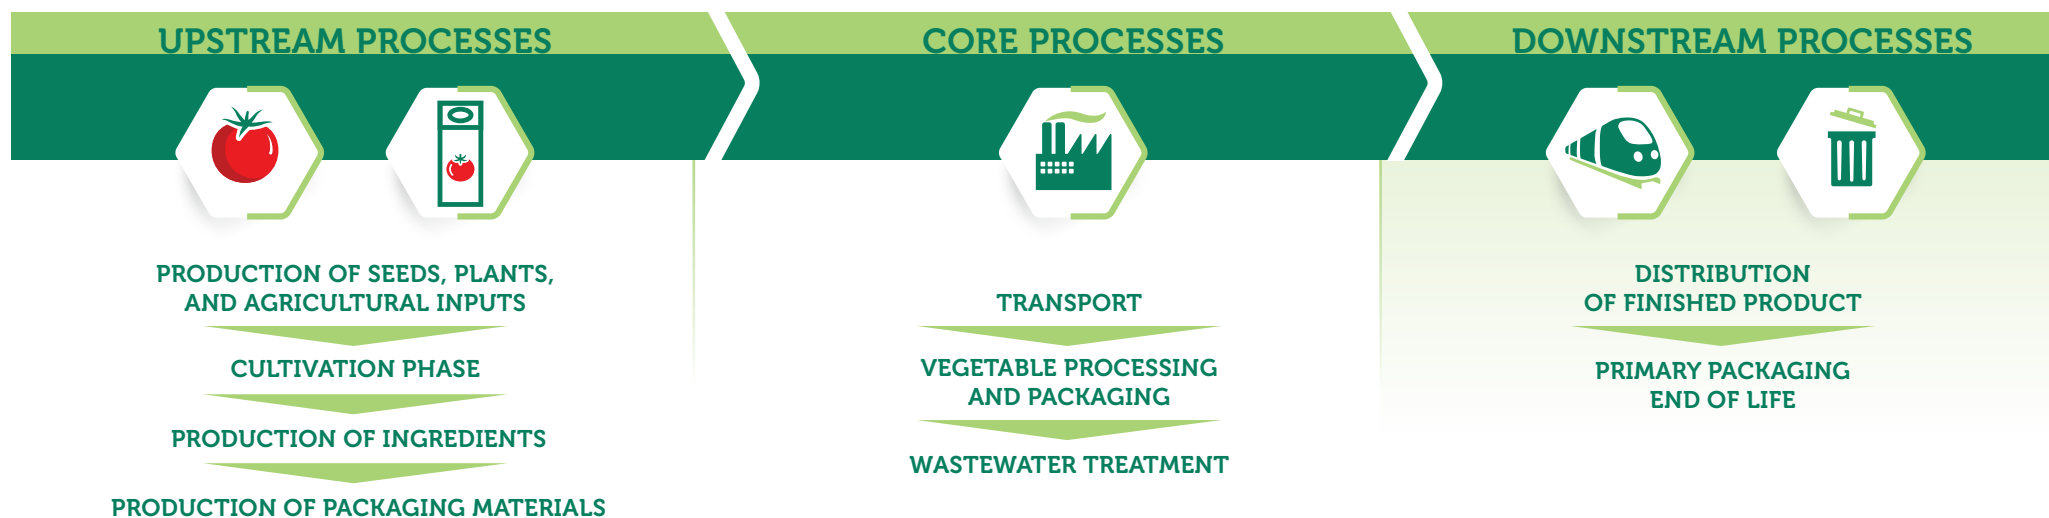 UPSTREAM PROCESSES
PRODUCTION OF SEEDS, PLANTS,
AND AGRICULTURAL INPUTS
CULTIVATION PHASE
PRODUCTION OF INGREDIENTS
PRODUCTION OF PACKAGING MATERIALS
CORE PROCESSES
TRANSPORT
VEGETABLE PROCESSING
AND PACKAGING
WASTEWATER TREATMENT
DOWNSTREAM PROCESSES
DISTRIBUTION
OF FINISHED PRODUCT
PRIMARY PACKAGING
END OF LIFE